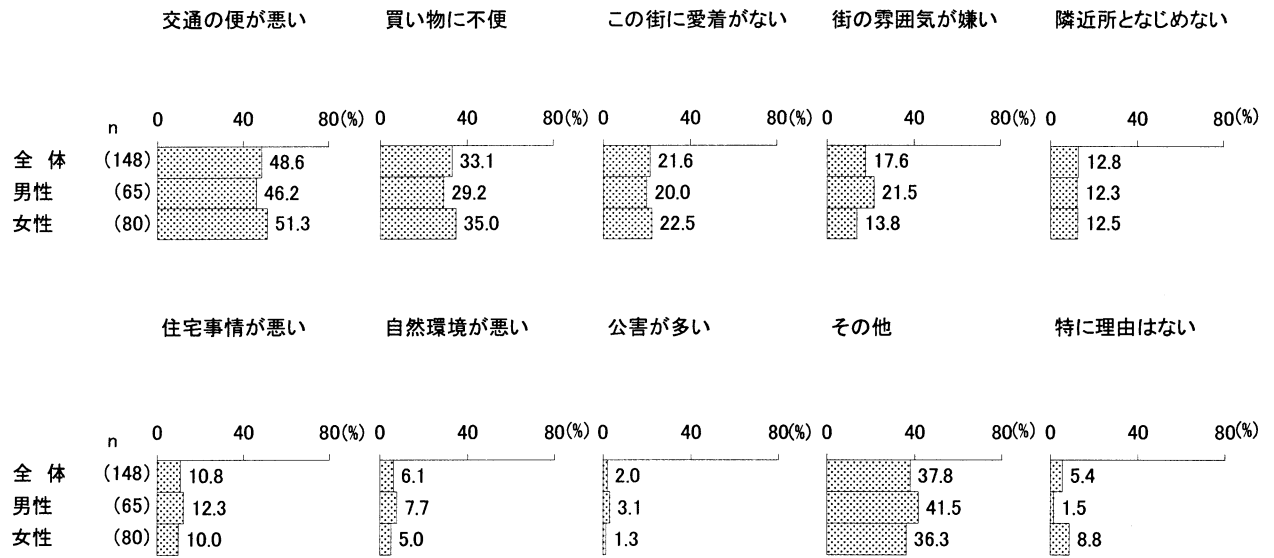 交通の便が悪い 買い物に不便 この街に愛着がない 街の雰囲気が嫌い 隣近所となじめない
n 0 40 80(%) 0 40 80(%) 0 40 80(%) 0 40 80(%) 0 40 80(%)
全 体 (148) 48.6 33.1 21.6 17.6 12.8
男性 (65) 46.2 29.2 20.0 21.5 12.3
女性 (80) 51.3 35.0 22.5 13.8 12.5
住宅事情が悪い 自然環境が悪い 公害が多い その他 特に理由はない
n 0 40 80(%) 0 40 80(%) 0 40 80(%) 0 40 80(%) 0 40 80(%)
全 体 (148) 10.8 6.1 2.0 37.8 5.4
男性 (65) 12.3 7.7 3.1 41.5 1.5
女性 (80) 10.0 5.0 1.3 36.3 8.8